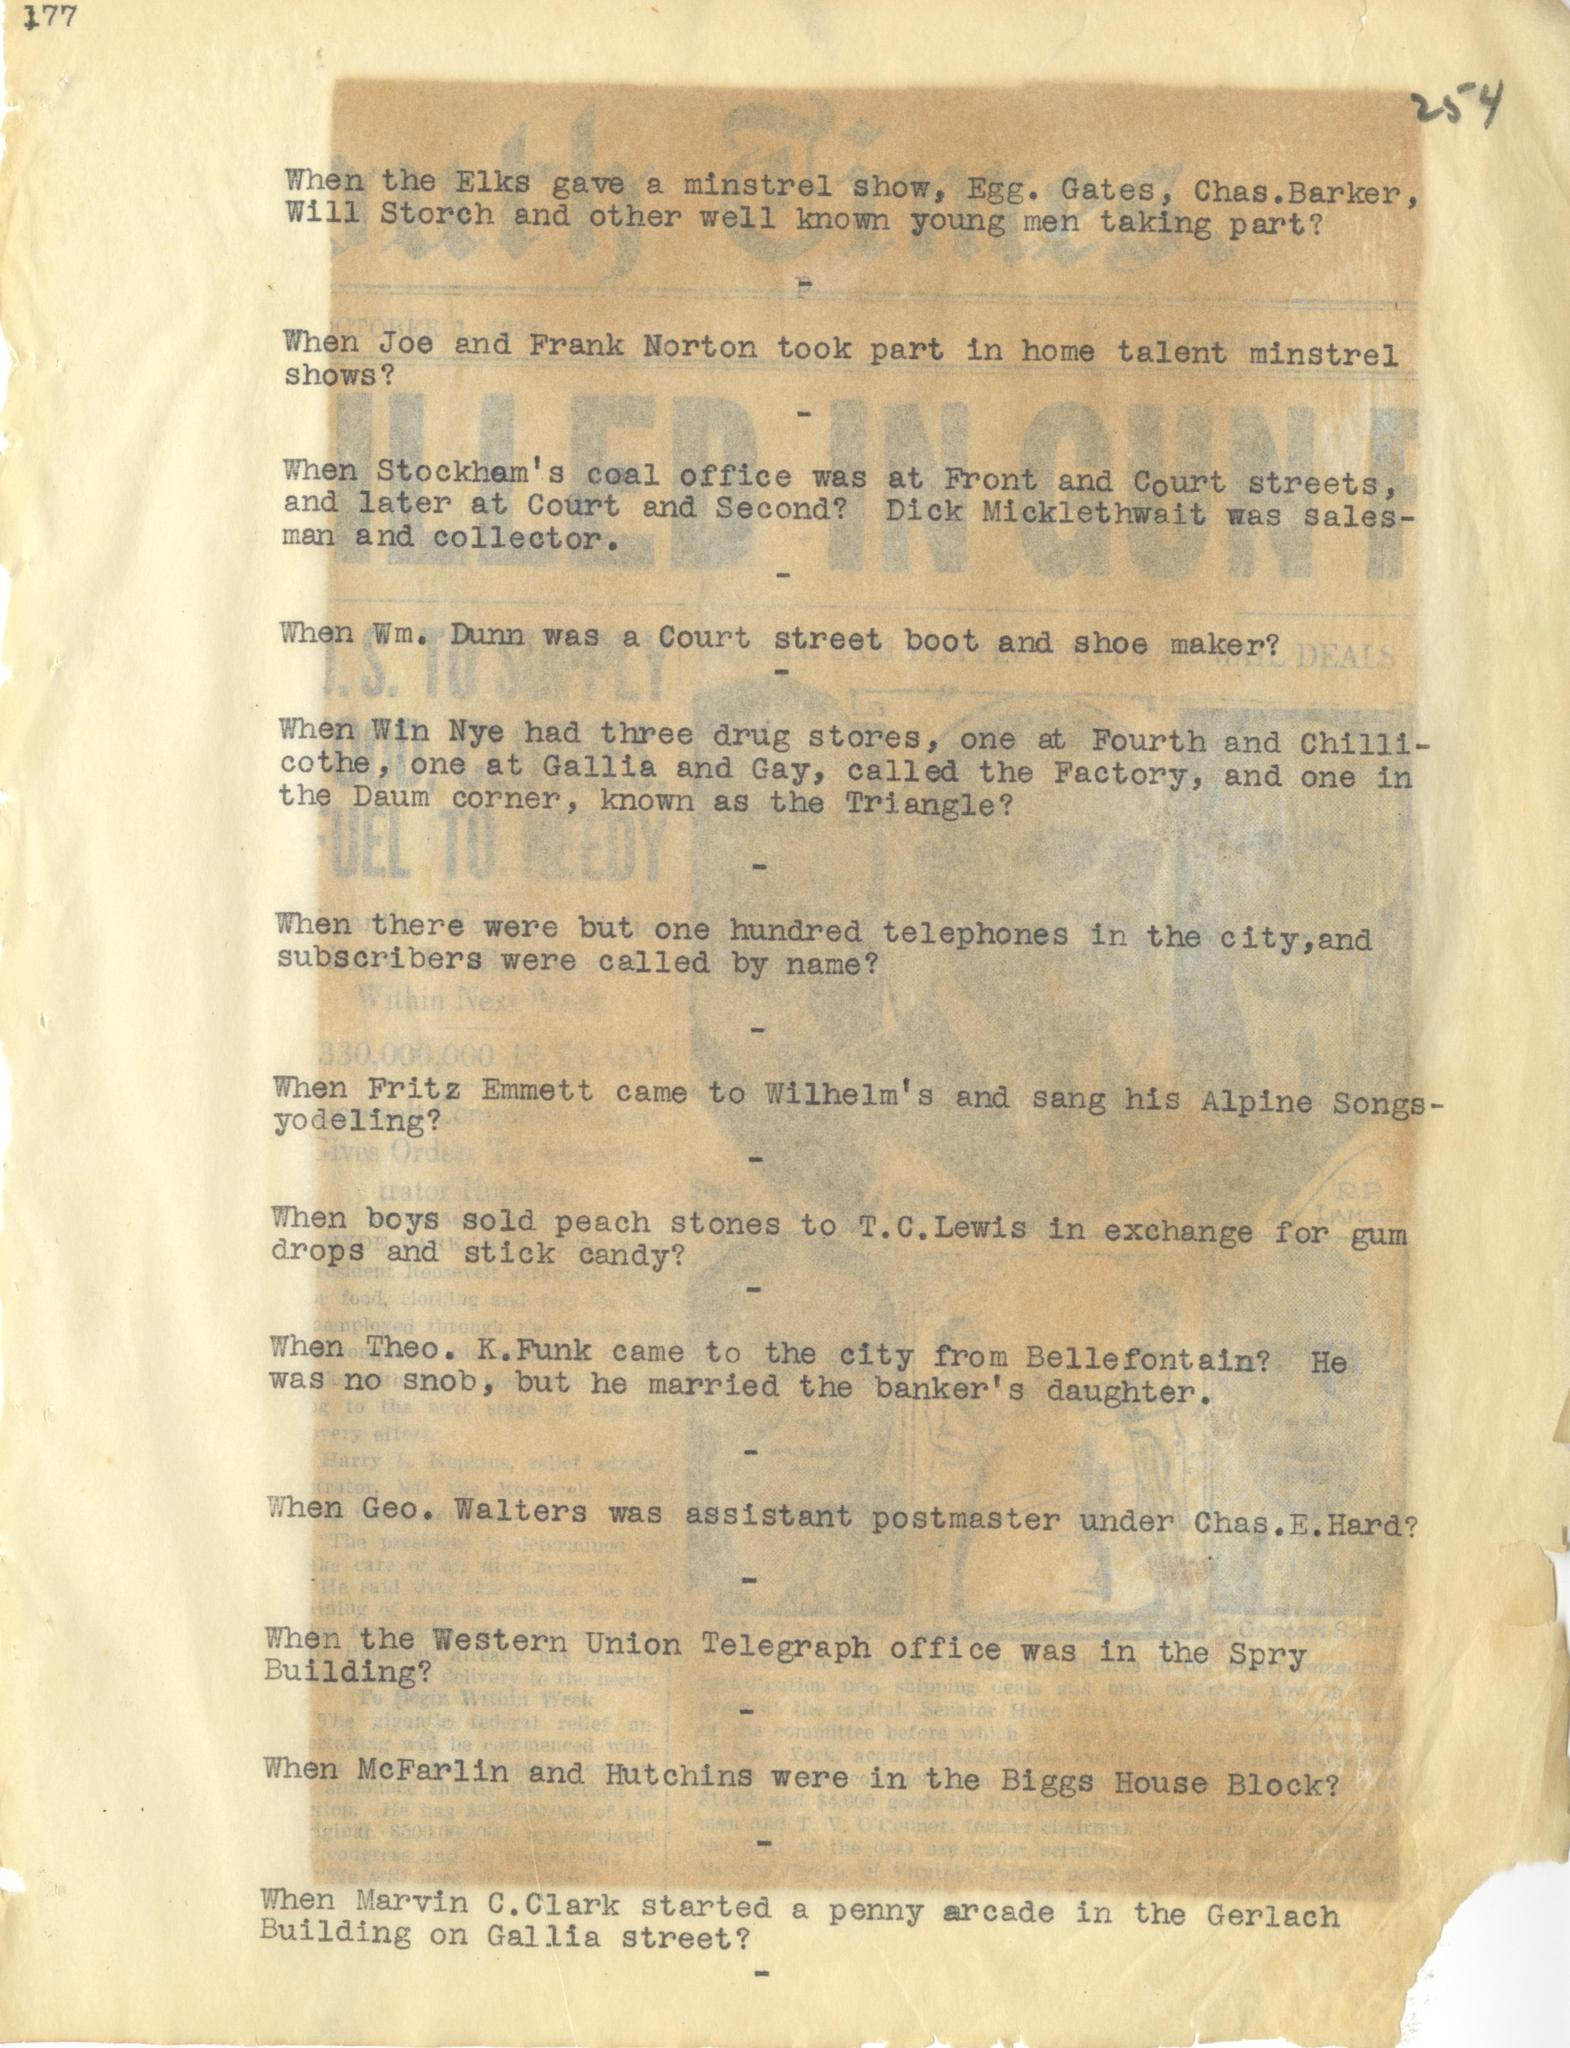 177
254
When the Elks gave a minstrel show, Egg. Gates, Chas.Barker,
Will Storch and other well known young men taking part?
-
When Joe and Frank Norton took part in home talent minstrel
shows?
-
When Stockham's coal office was at Front and Court streets,
and later at Court and Second? Dick Micklethwait was sales-
man and collector.
-
When Wm. Dunn was a Court street boot and shoe maker?
-
When Win Nye had three drug stores, one at Fourth and Chilli-
cothe, one at Gallia and Gay, called the Factory, and one in
the Daum corner, known as the Triangle?
-
When there were but one hundred telephones in the city,and
subscribers were called by name?
-
When Fritz Emmett came to Wilhelm's and sang his Alpine Songs-
yodeling?
-
When boys sold peach stones to T.C.Lewis in exchange for gum
drops and stick candy?
-
When Theo. K.Funk came to the city from Bellefontain? He
was no snob, but he married the banker's daughter.
-
When Geo. Walters was assistant postmaster under Chas.E.Hard?
-
When the Western Union Telegraph office was in the Spry
Building?
-
When McFarlin and Hutchins were in the Biggs House Block?
-
When Marvin C.Clark started a penny arcade in the Gerlach
Building on Gallia street?
-